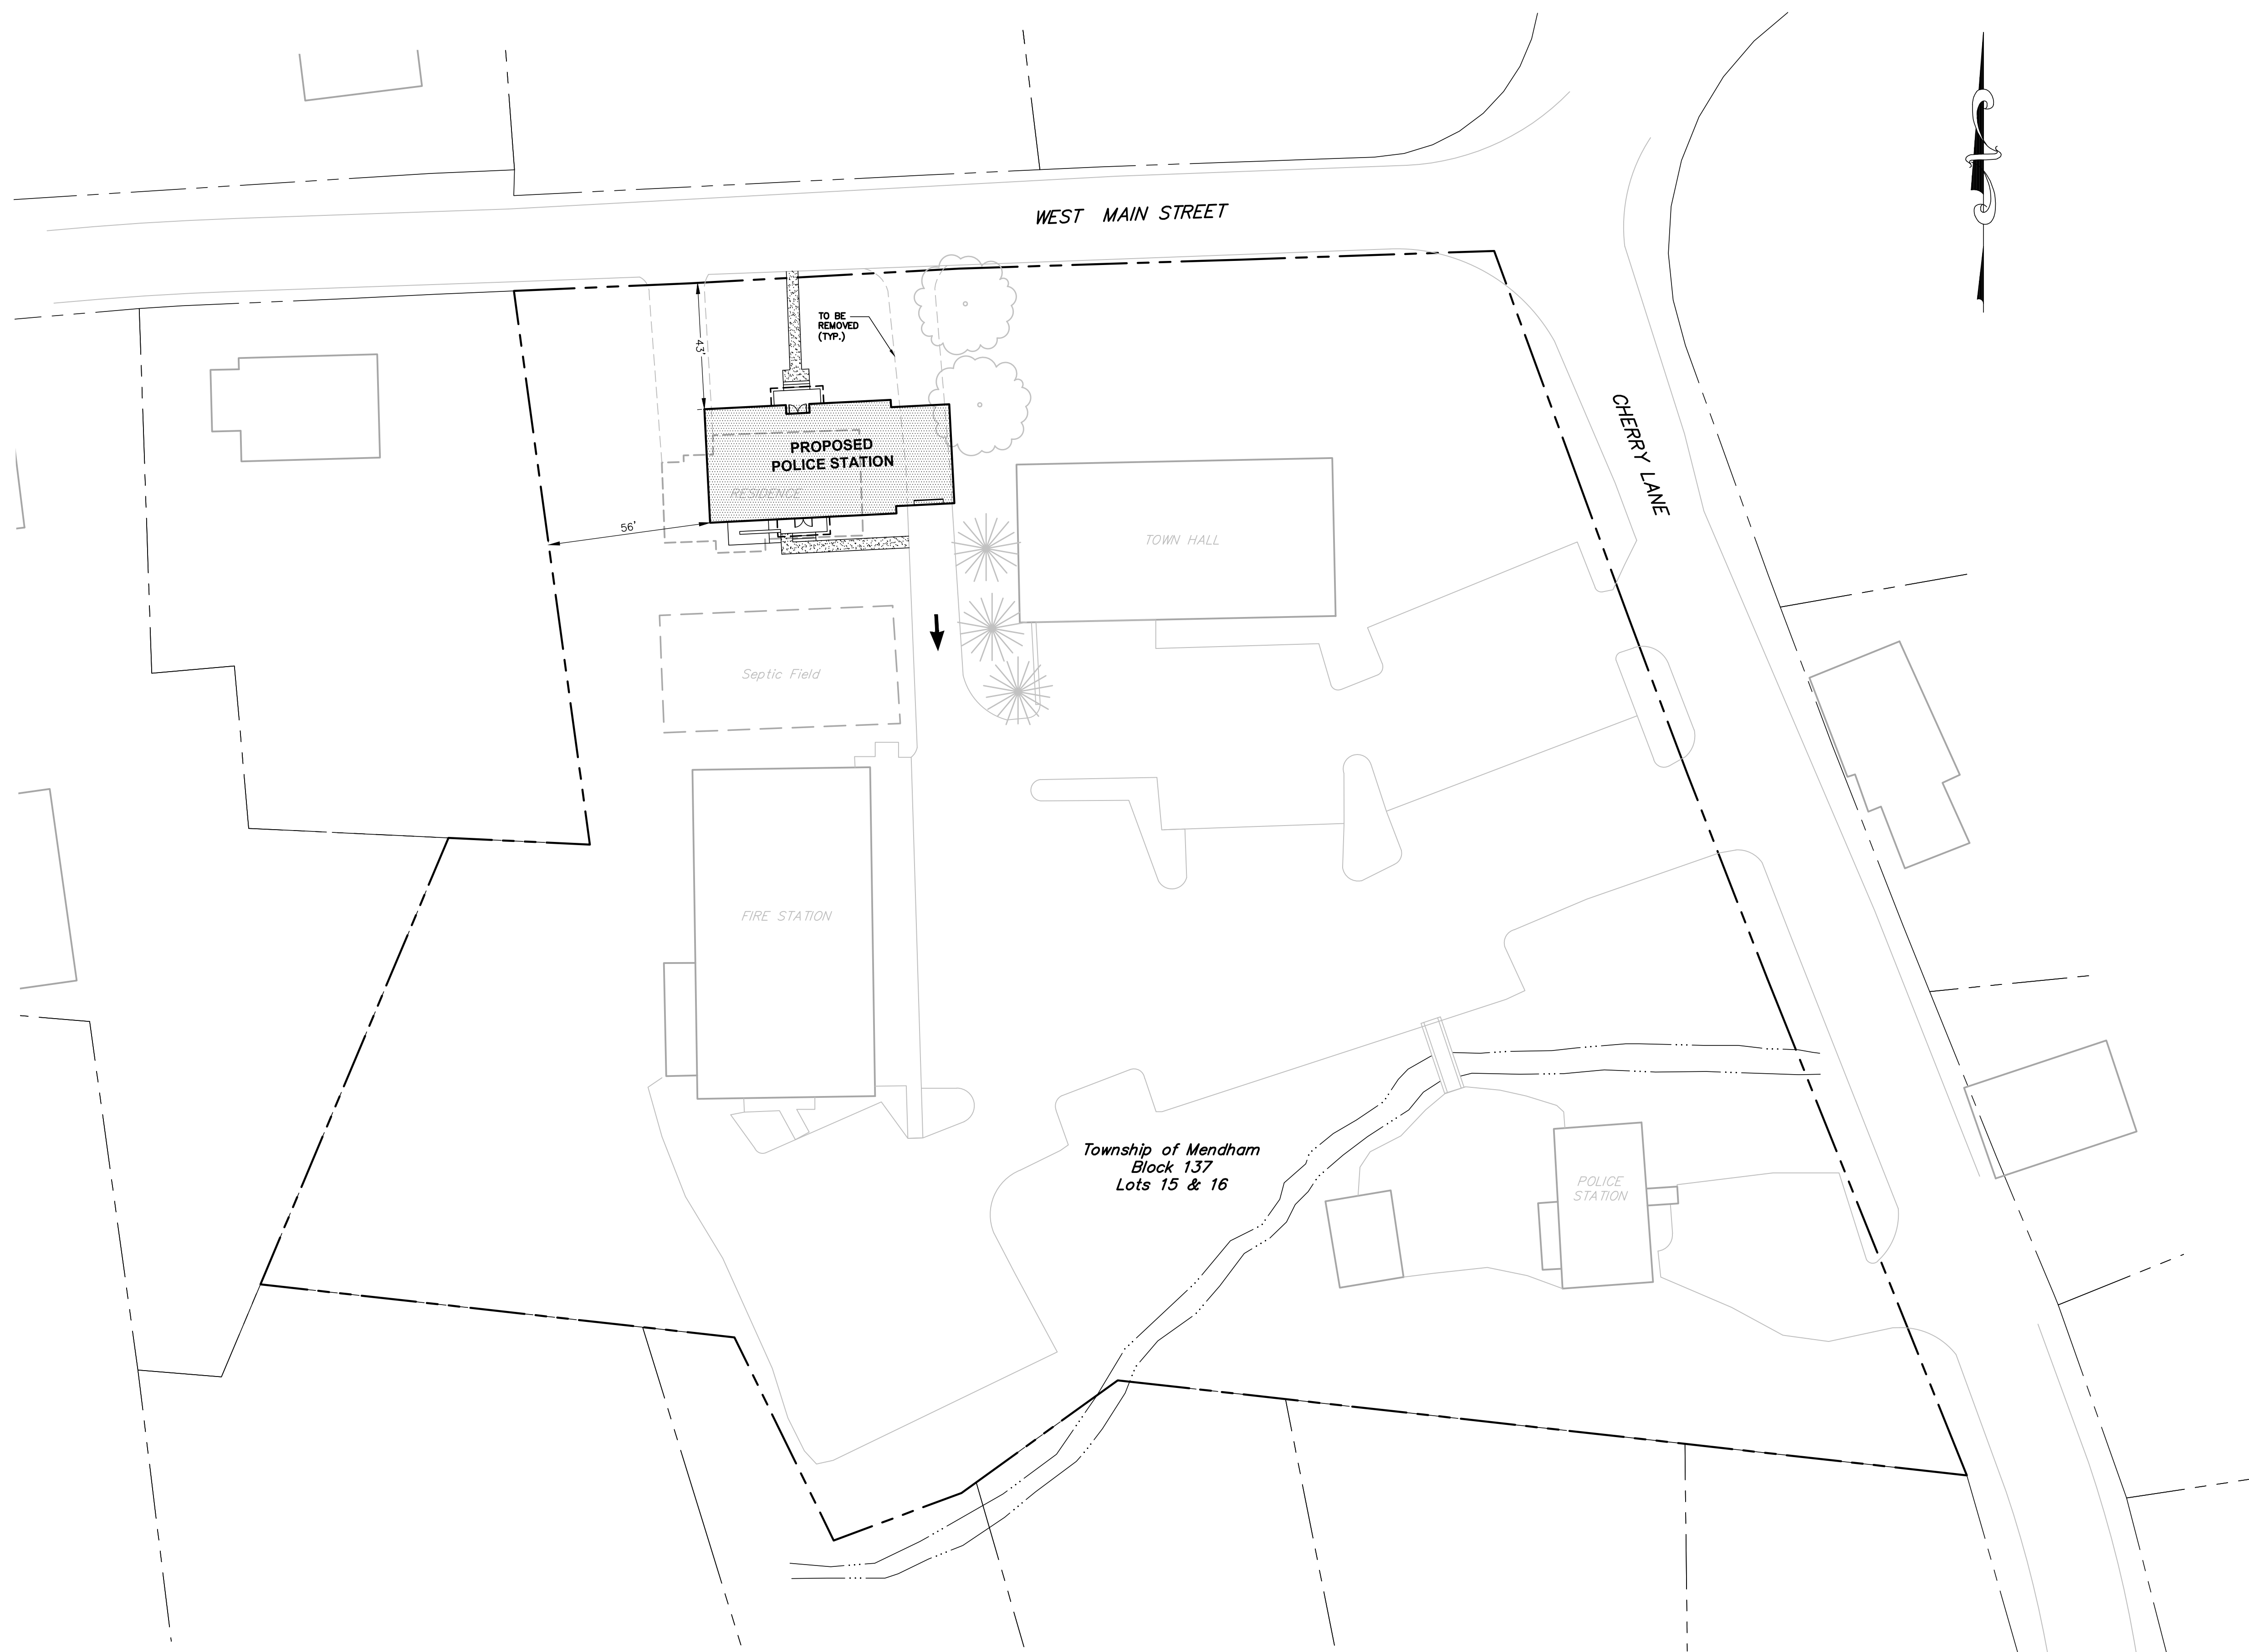 WEST MAIN STREET
TO BE
REMOVED
(TYP.)
43'
CHERRY LANE
PROPOSED
POLICE STATION
RESIDENCE
56'
TOWN HALL
Septic Field
FIRE STATION
Township of Mendham
Block 137
Lots 15 & 16
POLICE
STATION